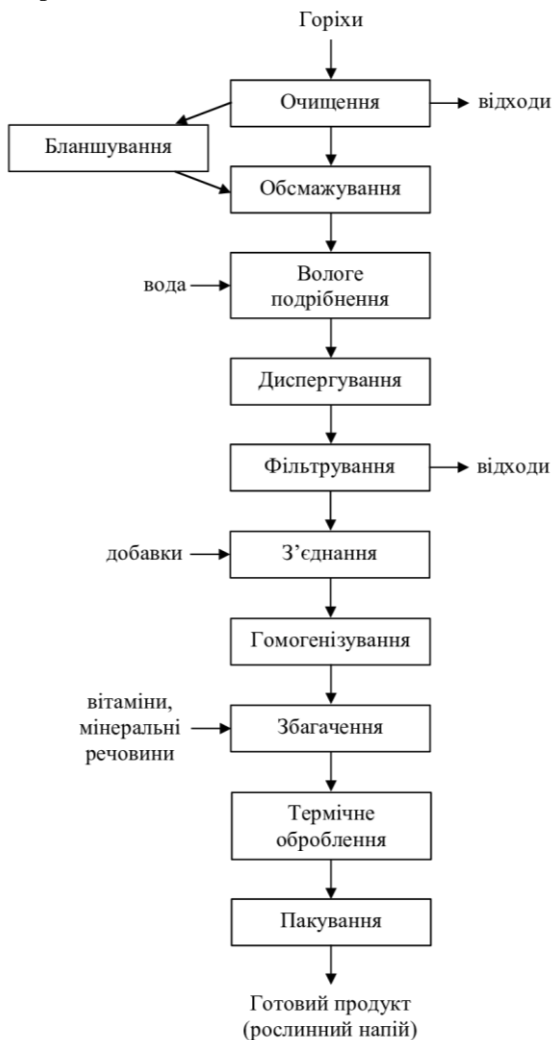 Горіхи
Очищення
відходи
Бланшування
Обсмажування
вода
Вологе
подрібнення
Диспергування
Фільтрування
відходи
добавки
З’єднання
Гомогенізування
вітаміни,
мінеральні
речовини
Збагачення
Термічне
оброблення
Пакування
Готовий продукт
(рослинний напій)